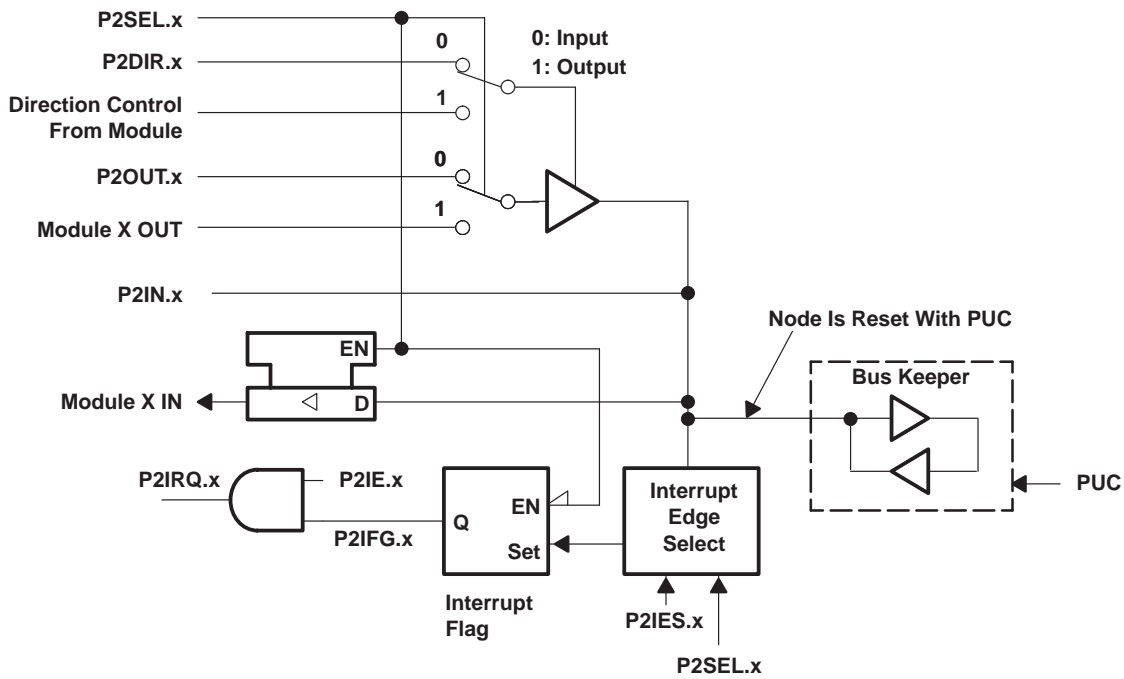 P2SEL.x
0
0: Input
P2DIR.x
1: Output
Direction Control
From Module
1
0
P2OUT.x
1
Module X OUT
P2IN.x
Node Is Reset With PUC
EN
Bus Keeper
Module X IN
D
P2IRQ.x
P2IE.x
PUC
Interrupt
Edge
Select
EN
Q
P2IFG.x
Set
Interrupt
Flag
P2IES.x
P2SEL.x